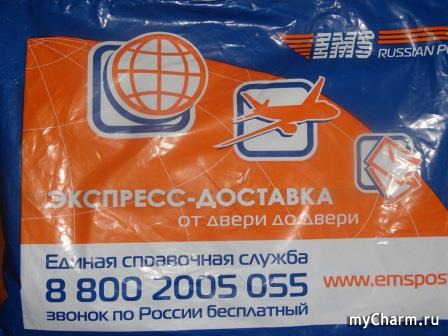 EMS
RUSSIAN PO
ЭКСПРЕСС-ДОСТАВКА
от двери до двери
Единая справочная служба
8 800 2005 055
звонок по России бесплатный
www.emspos
myCharm.ru